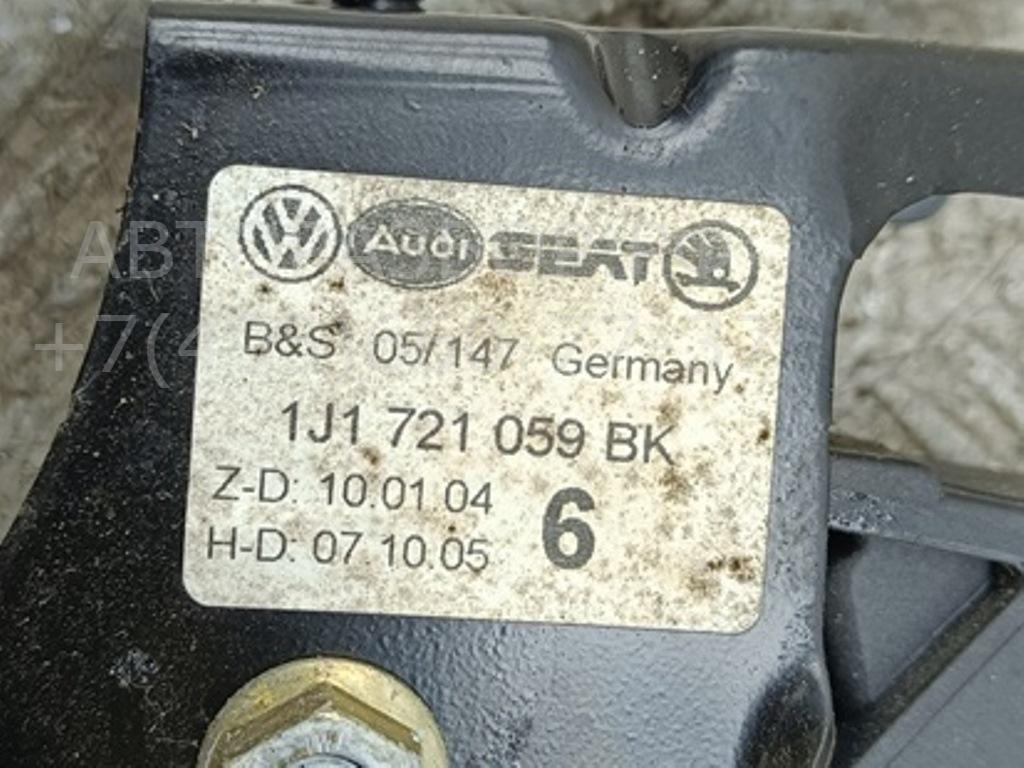 Audi SEAT
B&S 05/147 Germany
1J1 721 059 BK
Z-D: 10.01.04 6
H-D: 07.10.05